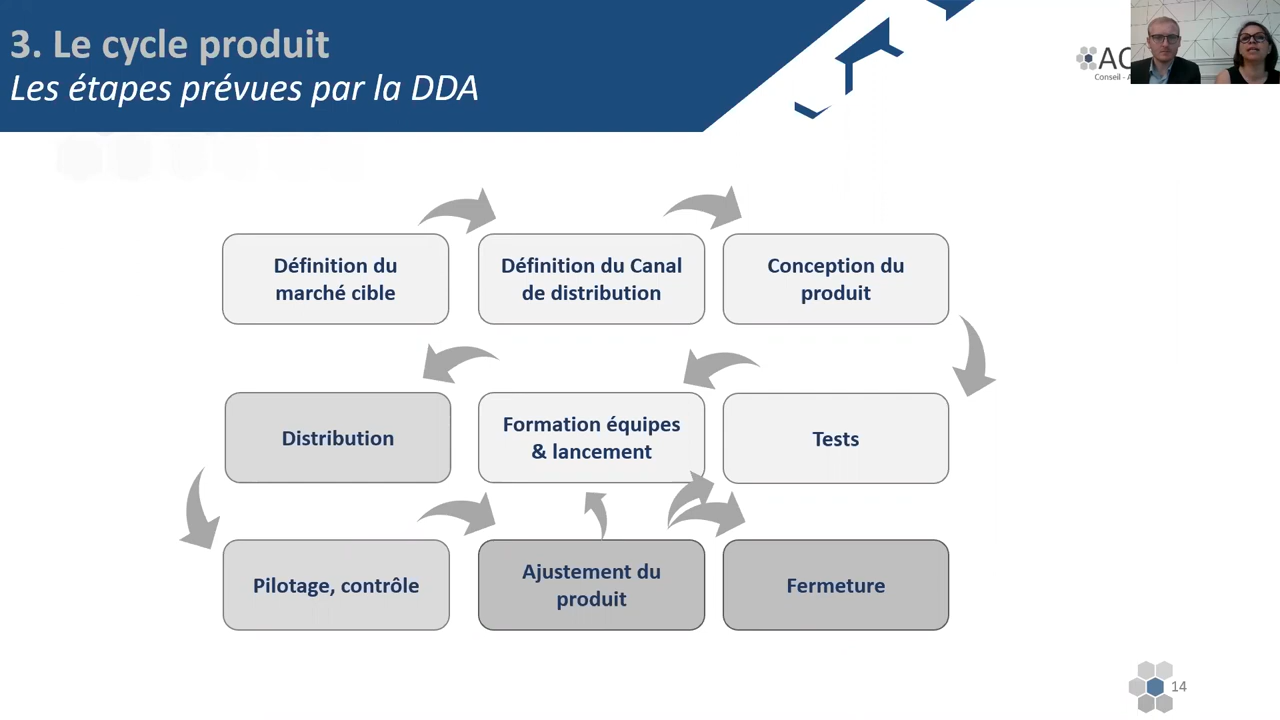 3. Le cycle produit
Les étapes prévues par la DDA
Conseil - A
Définition du
marché cible
Définition du Canal
de distribution
Conception du
produit
Distribution
Formation équipes
& lancement
Tests
Pilotage, contrôle
Ajustement du
produit
Fermeture
14